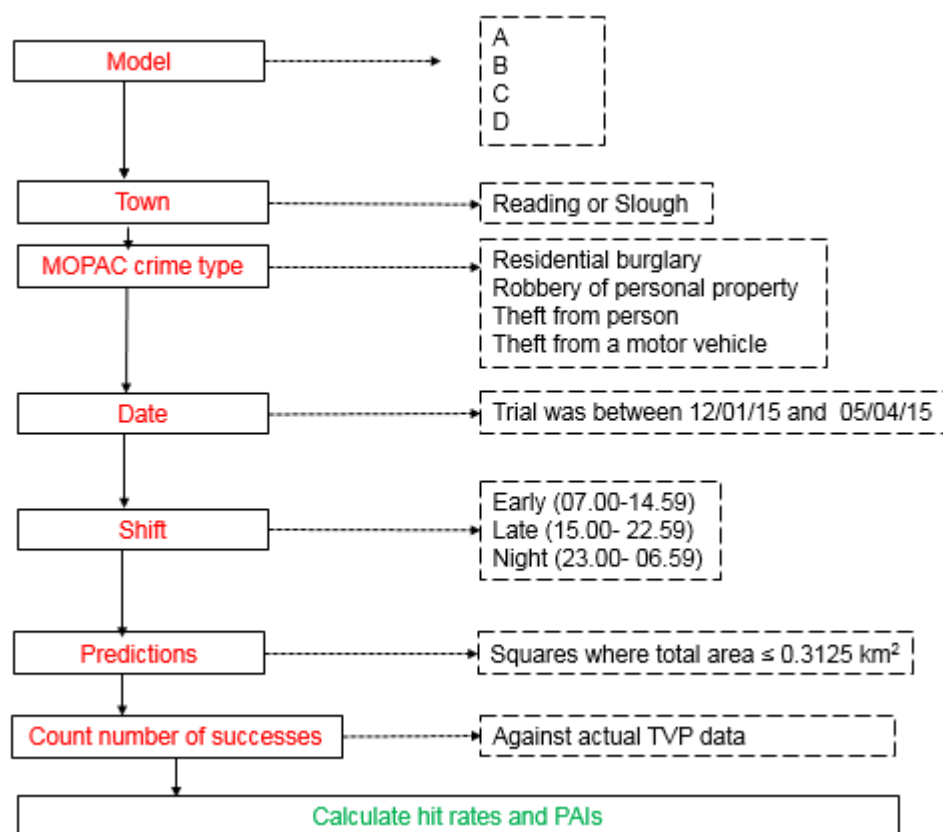 Model
A
B
C
D
Town
Reading or Slough
MOPAC crime type
Residential burglary
Robbery of personal property
Theft from person
Theft from a motor vehicle
Date
Trial was between 12/01/15 and 05/04/15
Shift
Early (07.00-14.59)
Late (15.00- 22.59)
Night (23.00- 06.59)
Predictions
Squares where total area ≤ 0.3125 km²
Count number of successes
Against actual TVP data
Calculate hit rates and PAIs